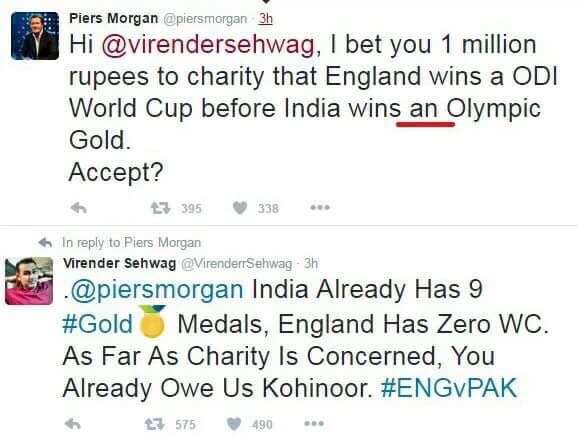 Piers Morgan @piersmorgan · 3h
Hi @virendersehwag, I bet you 1 million
rupees to charity that England wins a ODI
World Cup before India wins an Olympic
Gold.
Accept?
395 338
In reply to Piers Morgan
Virender Sehwag @VirenderrSehwag · 3h
.@piersmorgan India Already Has 9
#Gold🏅 Medals, England Has Zero WC.
As Far As Charity Is Concerned, You
Already Owe Us Kohinoor. #ENGvPAK
575 490